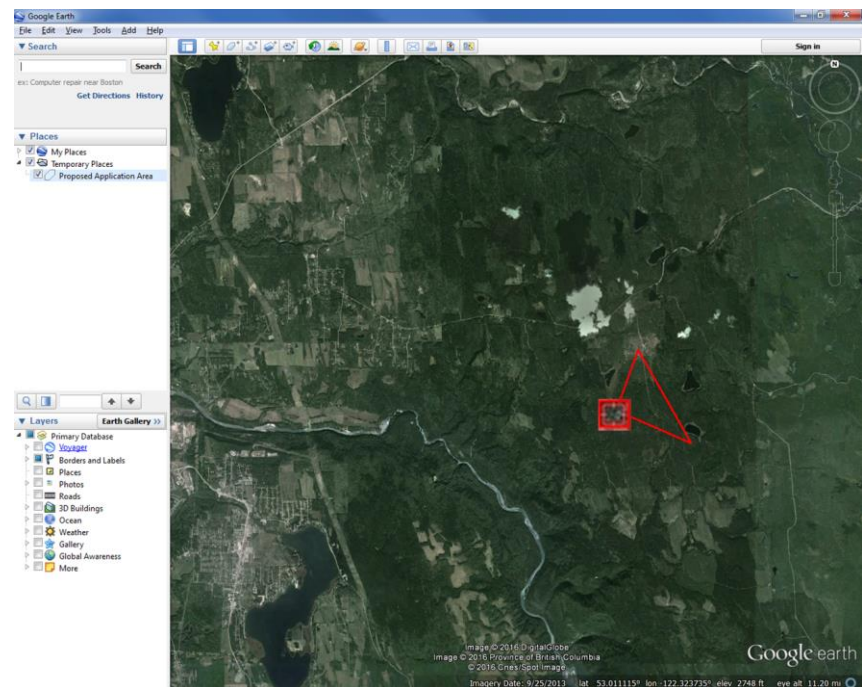 Google Earth
File Edit View Tools Add Help
Search
Search
ex: Computer repair near Boston
Get Directions History
Places
My Places
Temporary Places
Proposed Application Area
Layers
Earth Gallery »
Primary Database
Voyager
Borders and Labels
Places
Photos
Roads
3D Buildings
Ocean
Weather
Gallery
Global Awareness
More
Sign in
N
Image © 2016 DigitalGlobe
Image © 2016 Province of British Columbia
© 2016 Cnes/Spot Image
Google earth
Imagery Date: 9/25/2013 lat 53.011115° lon -122.323735° elev 2748 ft eye alt 11.20 mi